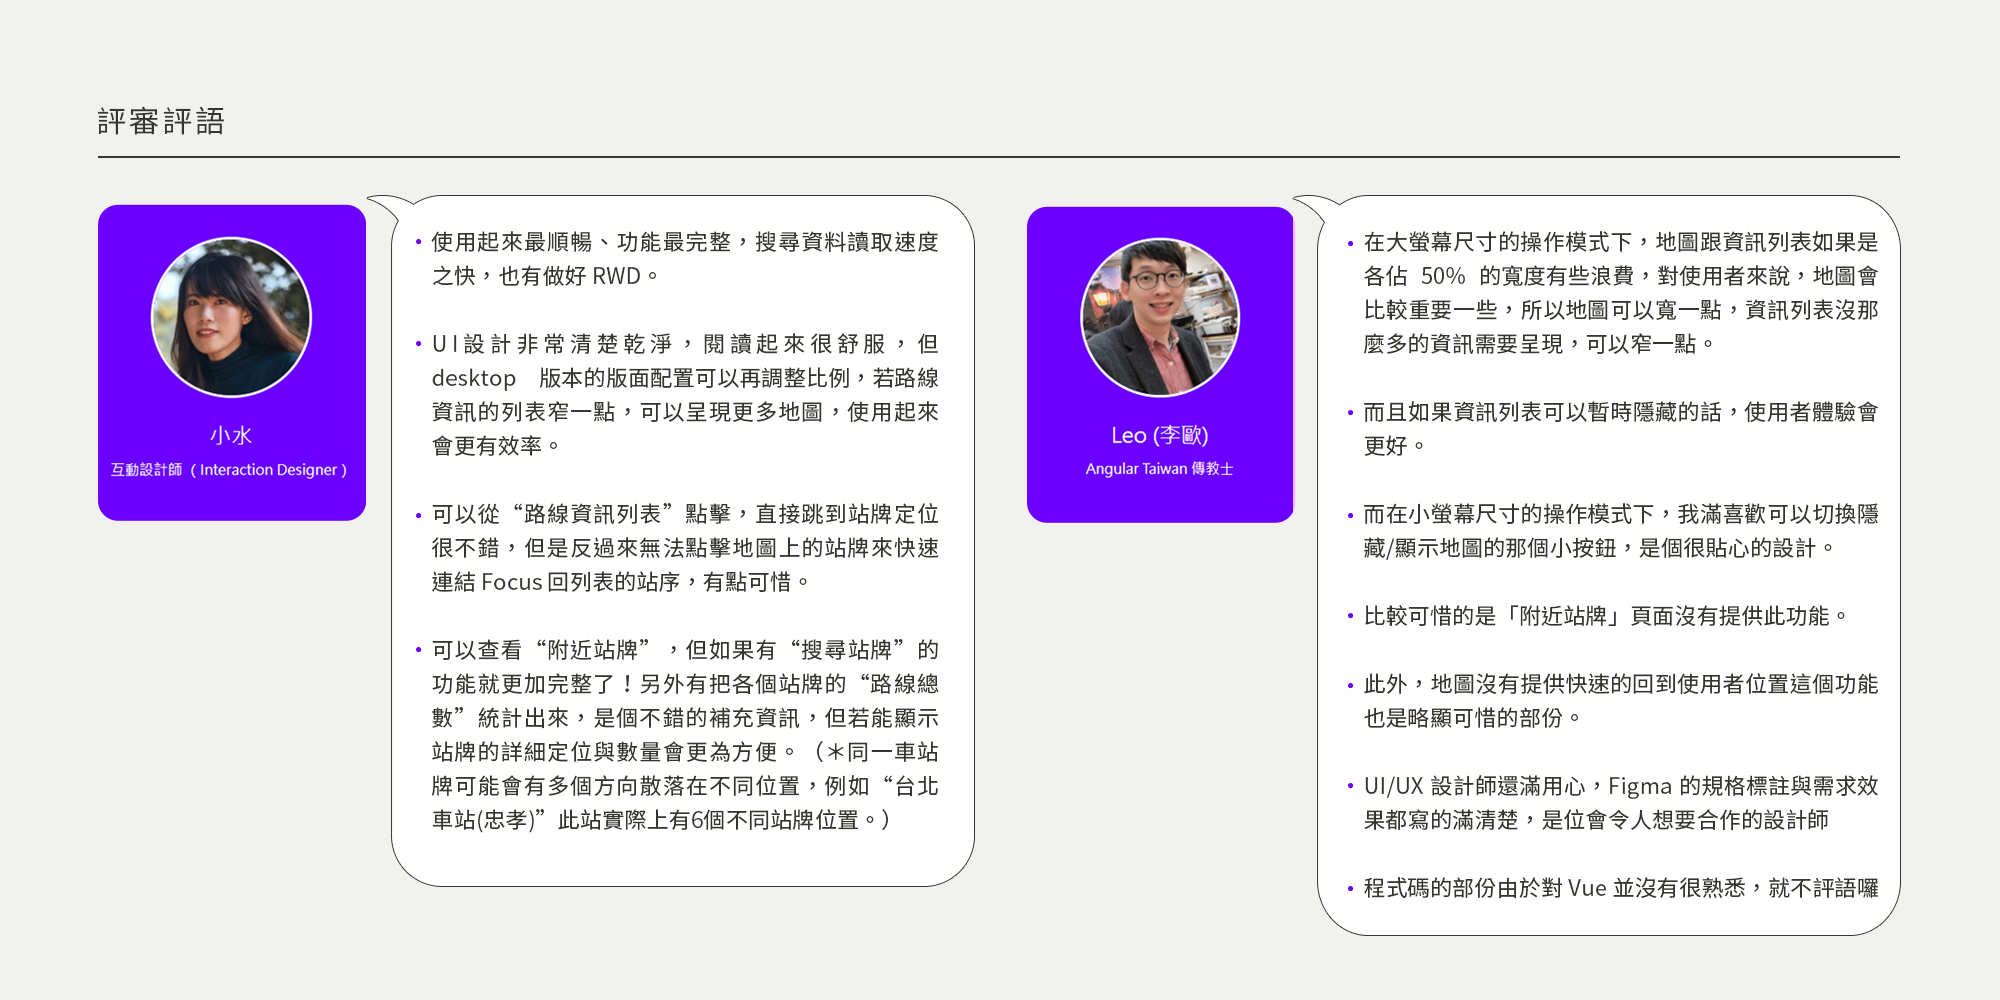 評審評語
小水
互動設計師（ Interaction Designer ）
• 使用起來最順暢、功能最完整，搜尋資料讀取速度
之快，也有做好 RWD。
• UI設計非常清楚乾淨，閱讀起來很舒服，但
desktop 版本的版面配置可以再調整比例，若路線
資訊的列表窄一點，可以呈現更多地圖，使用起來
會更有效率。
• 可以從“路線資訊列表”點擊，直接跳到站牌定位
很不錯，但是反過來無法點擊地圖上的站牌來快速
連結 Focus 回列表的站序，有點可惜。
• 可以查看“附近站牌”，但如果有“搜尋站牌”的
功能就更加完整了！另外有把各個站牌的“路線總
數”統計出來，是個不錯的補充資訊，但若能顯示
站牌的詳細定位與數量會更為方便。（＊同一車站
牌可能會有多個方向散落在不同位置，例如“台北
車站(忠孝)”此站實際上有6個不同站牌位置。）
Leo (李歐)
Angular Taiwan 傳教士
• 在大螢幕尺寸的操作模式下，地圖跟資訊列表如果是
各佔 50% 的寬度有些浪費，對使用者來說，地圖會
比較重要一些，所以地圖可以寬一點，資訊列表沒那
麼多的資訊需要呈現，可以窄一點。
• 而且如果資訊列表可以暫時隱藏的話，使用者體驗會
更好。
• 而在小螢幕尺寸的操作模式下，我滿喜歡可以切換隱
藏/顯示地圖的那個小按鈕，是個很貼心的設計。
• 比較可惜的是「附近站牌」頁面沒有提供此功能。
• 此外，地圖沒有提供快速的回到使用者位置這個功能
也是略顯可惜的部份。
• UI/UX 設計師還滿用心，Figma 的規格標註與需求效
果都寫的滿清楚，是位會令人想要合作的設計師
• 程式碼的部份由於對 Vue 並沒有很熟悉，就不評語囉